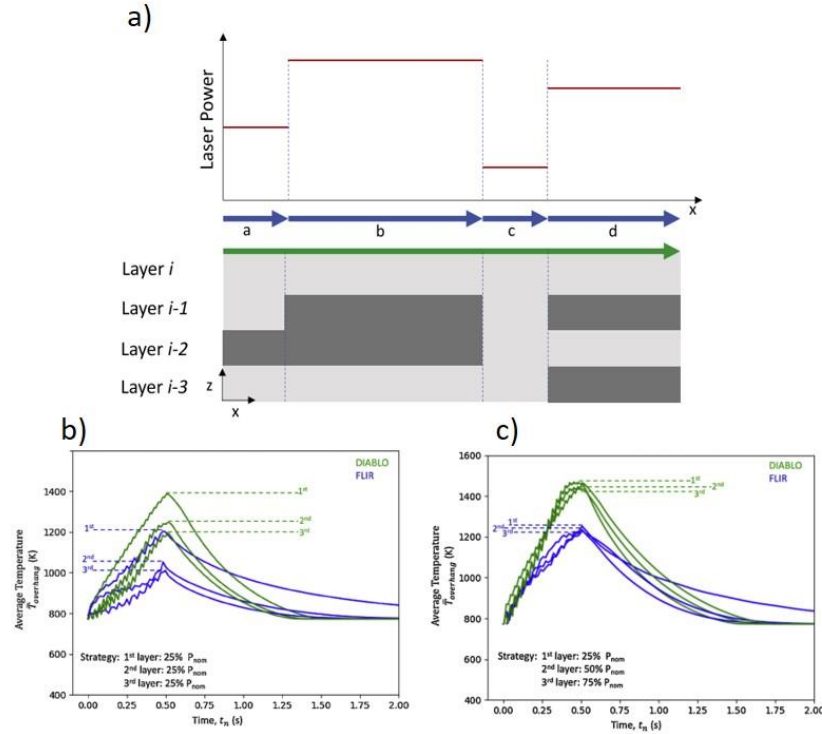 a)
Laser Power
x
a b c d
Layer i
Layer i-1
Layer i-2
Layer i-3
z
x
b)
DIABLO
FLIR
1400
1200
1000
800
600
400
Average Temperature
T̄overhang (K)
1st
2nd
3rd
1st
2nd
3rd
Strategy: 1st layer: 25% Pnom
2nd layer: 25% Pnom
3rd layer: 25% Pnom
0.00 0.25 0.50 0.75 1.00 1.25 1.50 1.75 2.00
Time, tn (s)
c)
DIABLO
FLIR
1600
1400
1200
1000
800
600
400
Average Temperature
T̄overhang (K)
1st
2nd
3rd
1st
2nd
3rd
Strategy: 1st layer: 25% Pnom
2nd layer: 50% Pnom
3rd layer: 75% Pnom
0.00 0.25 0.50 0.75 1.00 1.25 1.50 1.75 2.00
Time, tn (s)